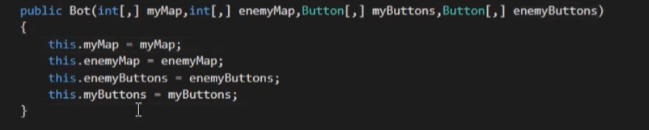 public Bot(int[,] myMap,int[,] enemyMap,Button[,] myButtons,Button[,] enemyButtons)
{
this.myMap = myMap;
this.enemyMap = enemyMap;
this.enemyButtons = enemyButtons;
this.myButtons = myButtons;
}